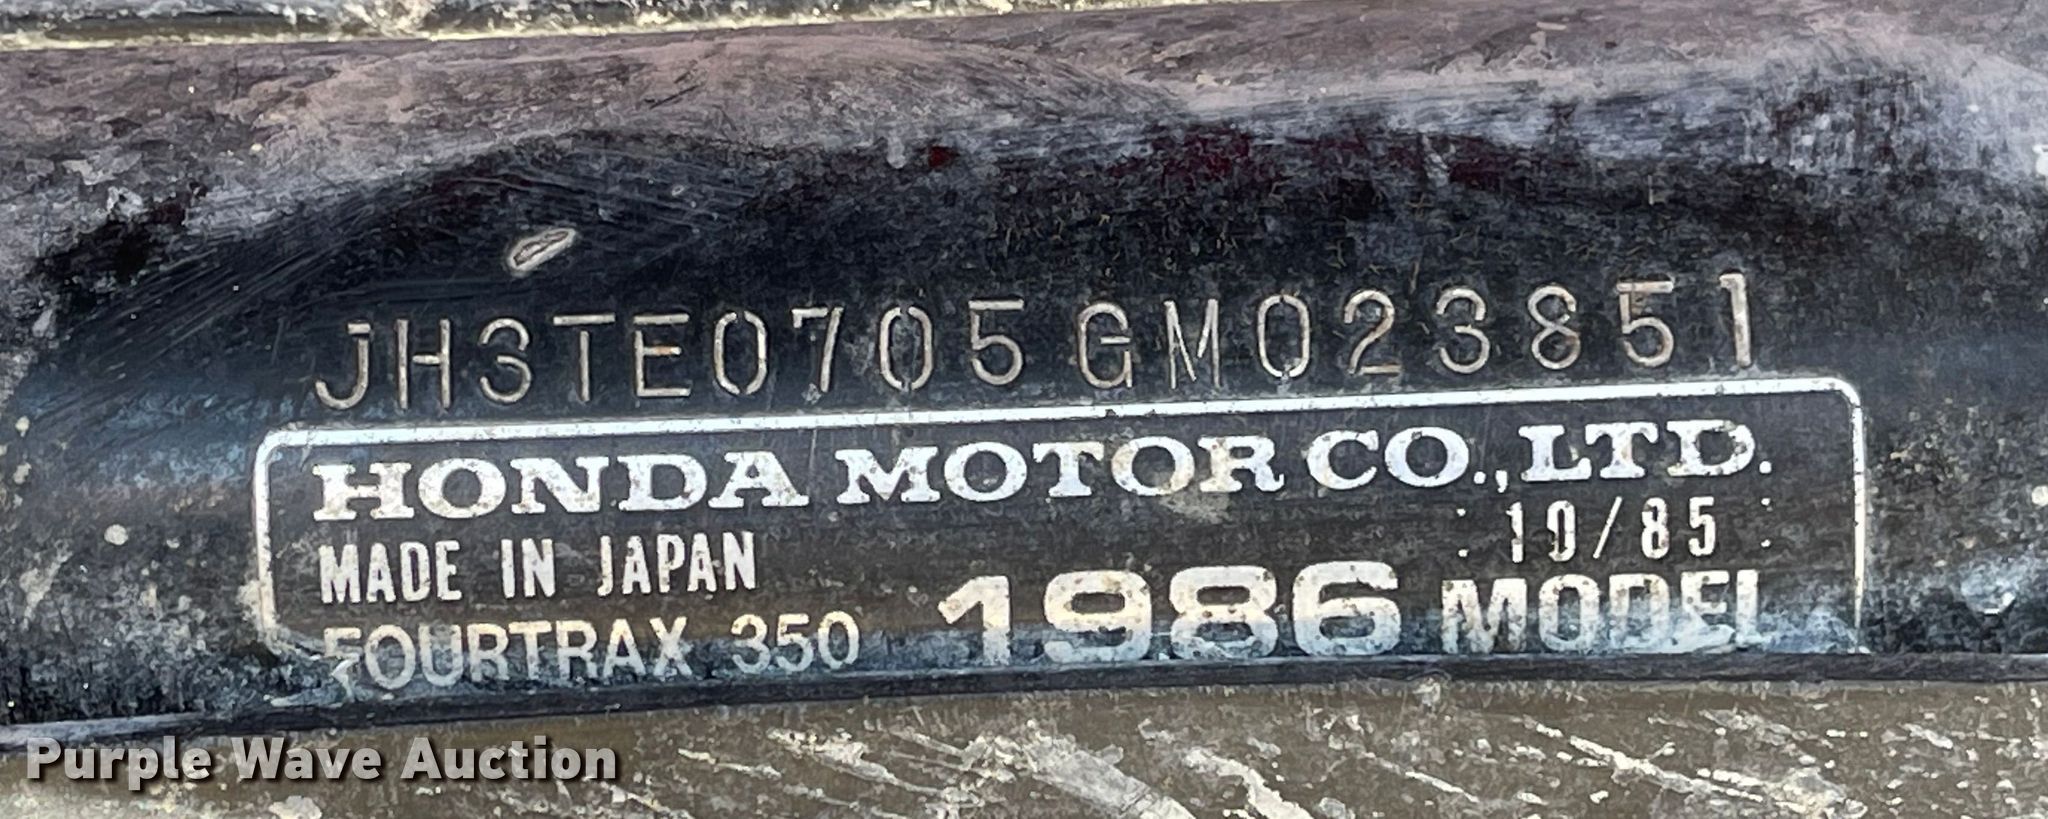 JH3TE0705GM023851
HONDA MOTOR CO., LTD.
10/85
MADE IN JAPAN
FOURTRAX 350 1986 MODEL
Purple Wave Auction